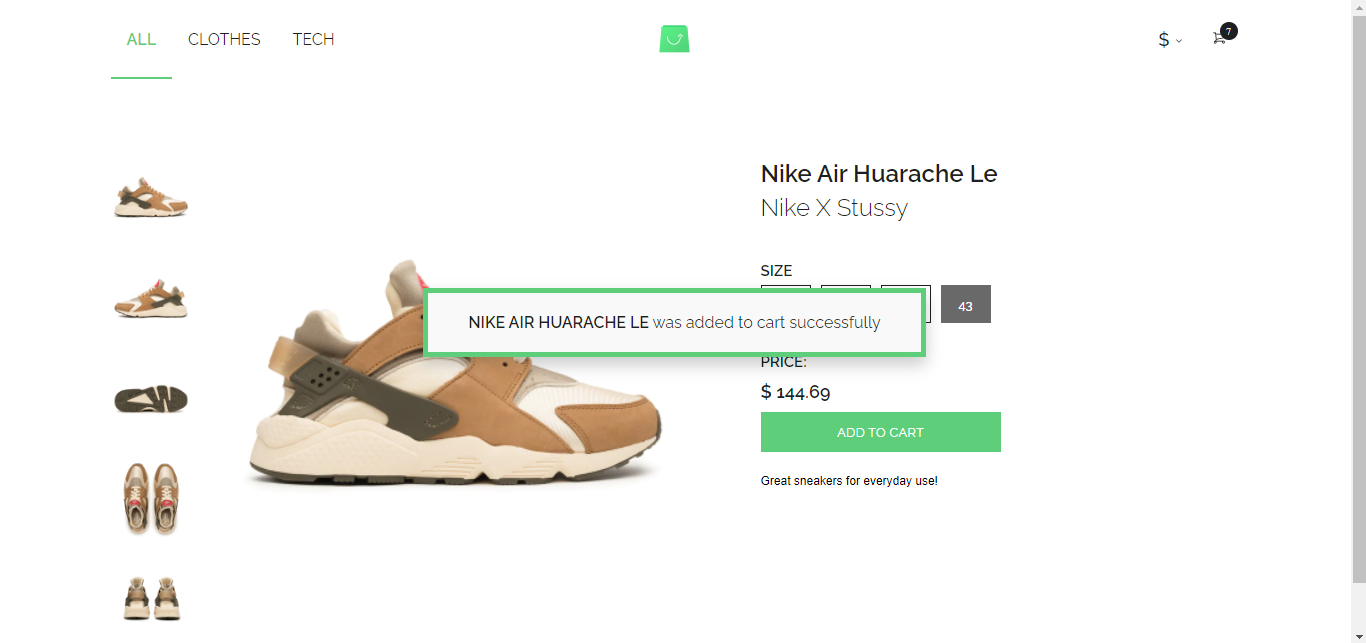 ALL CLOTHES TECH
$ 7
Nike Air Huarache Le
Nike X Stussy
SIZE
43
NIKE AIR HUARACHE LE was added to cart successfully
PRICE:
$ 144.69
ADD TO CART
Great sneakers for everyday use!